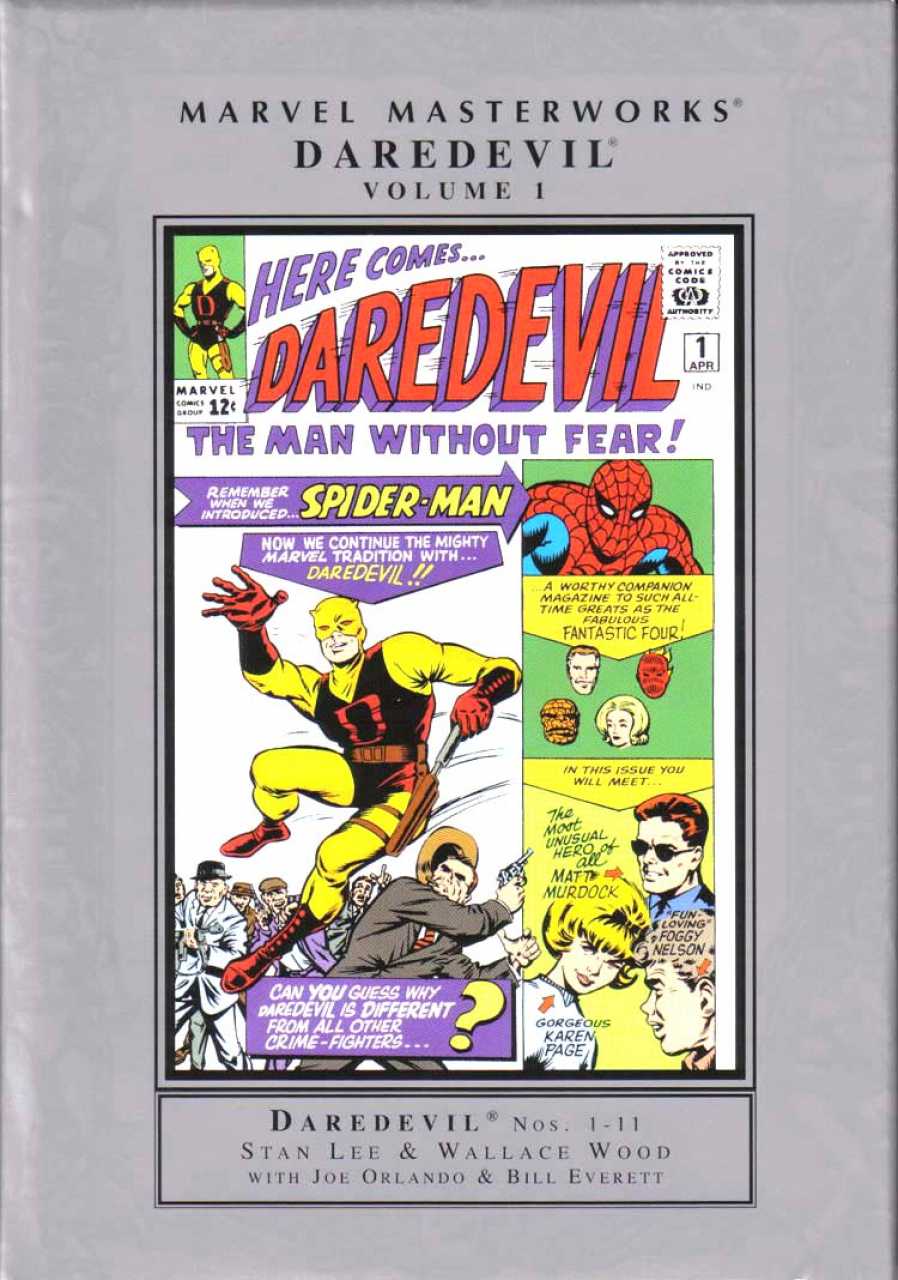 MARVEL MASTERWORKS®
DAREDEVIL®
VOLUME 1
HERE COMES...
DAREDEVIL
APPROVED
BY THE
COMICS
CODE
CA
AUTHORITY
1
APR
IND
MARVEL
COMICS
GROUP 12¢
THE MAN WITHOUT FEAR!
REMEMBER
WHEN WE
INTRODUCED... SPIDER-MAN
NOW WE CONTINUE THE MIGHTY
MARVEL TRADITION WITH...
DAREDEVIL!!
D
...A WORTHY COMPANION
MAGAZINE TO SUCH ALL-
TIME GREATS AS THE
FABULOUS
FANTASTIC FOUR!
IN THIS ISSUE YOU
WILL MEET...
The
Most
UNUSUAL
HERO of
all
MATT
MURDOCK
"FUN-
LOVING"
FOGGY
NELSON
GORGEOUS
KAREN
PAGE
CAN YOU GUESS WHY
DAREDEVIL IS DIFFERENT
FROM ALL OTHER
CRIME-FIGHTERS...?
DAREDEVIL® NOS. 1-11
STAN LEE & WALLACE WOOD
WITH JOE ORLANDO & BILL EVERETT